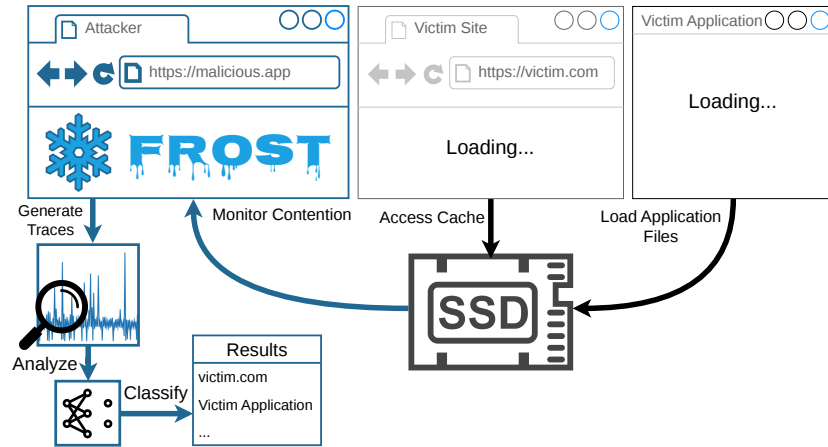 Attacker
https://malicious.app
FROST
Victim Site
https://victim.com
Loading...
Victim Application
Loading...
Generate
Traces
Monitor Contention
Access Cache
Load Application
Files
SSD
Analyze
Classify
Results
victim.com
Victim Application
...